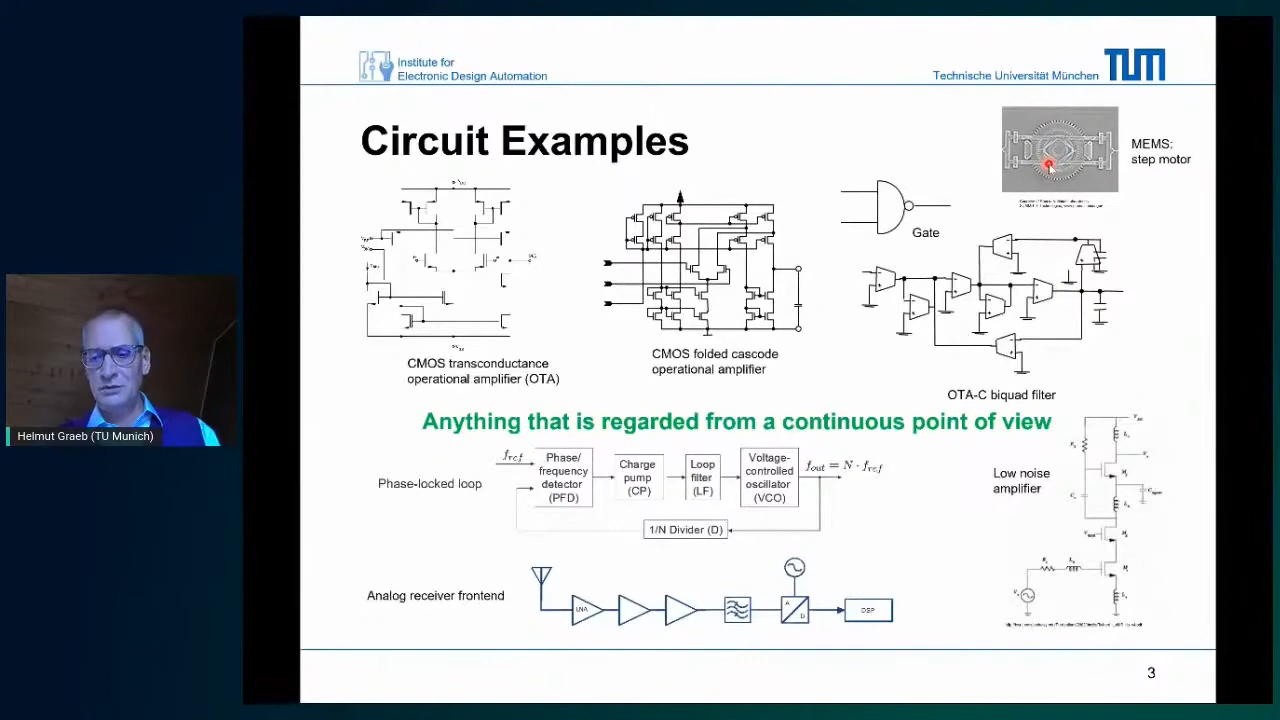 Institute for
Electronic Design Automation
Technische Universität München
TUM
Circuit Examples
MEMS:
step motor
Gate
CMOS transconductance
operational amplifier (OTA)
CMOS folded cascode
operational amplifier
OTA-C biquad filter
Anything that is regarded from a continuous point of view
Phase-locked loop
f_ref
Phase/
frequency
detector
(PFD)
Charge
pump
(CP)
Loop
filter
(LF)
Voltage-
controlled
oscillator
(VCO)
f_out = N · f_ref
1/N Divider (D)
Low noise
amplifier
Analog receiver frontend
LNA
A
D
DSP
3
Helmut Graeb (TU Munich)